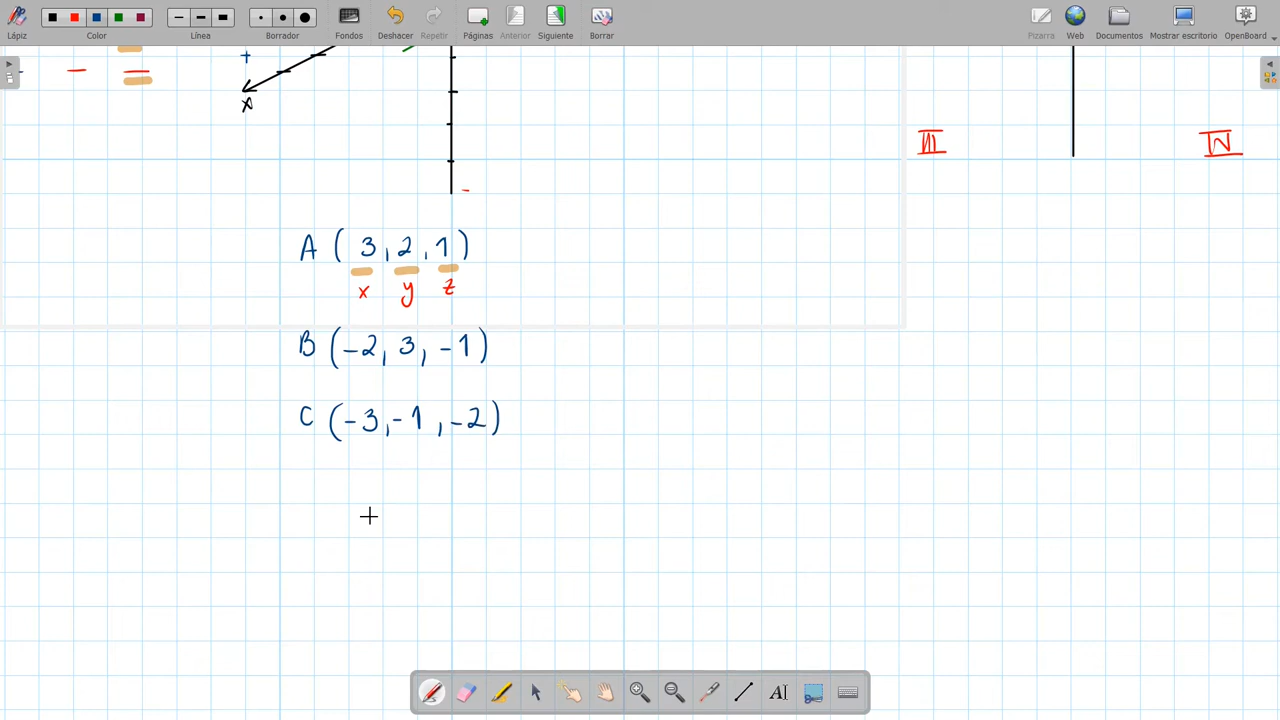 Lápiz Color Línea Borrador Fondos Deshacer Repetir Páginas Anterior Siguiente Borrar Pizarra Web Documentos Mostrar escritorio OpenBoard
+
- - -
x
III IV
-
A ( 3, 2, 1 )
x y z
B (-2, 3, -1)
C (-3, -1, -2)